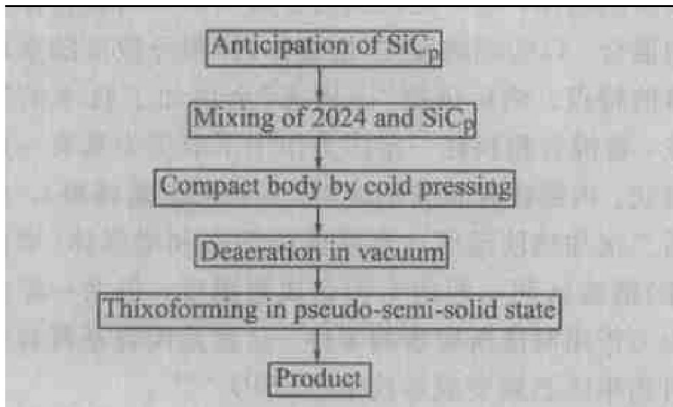 Anticipation of SiCp
Mixing of 2024 and SiCp
Compact body by cold pressing
Deaeration in vacuum
Thixoforming in pseudo-semi-solid state
Product